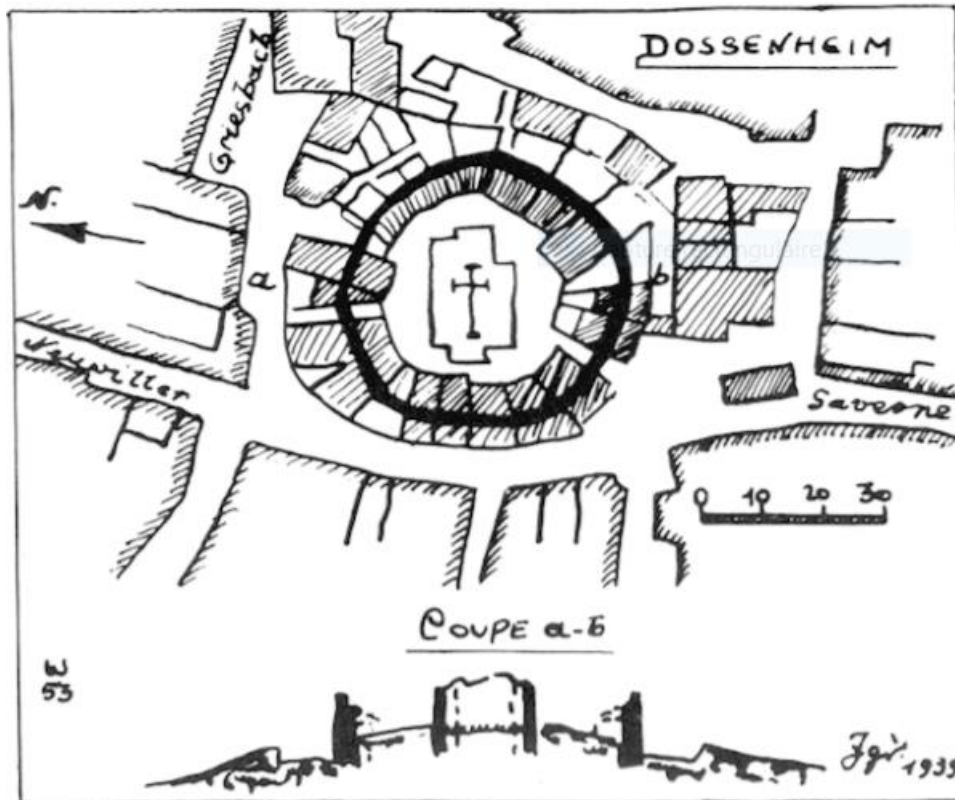 DOSSENHEIM
Griesbach
N.
a
b
Neuwiller
Saverne
0 10 20 30
COUPE a-b
53
1939